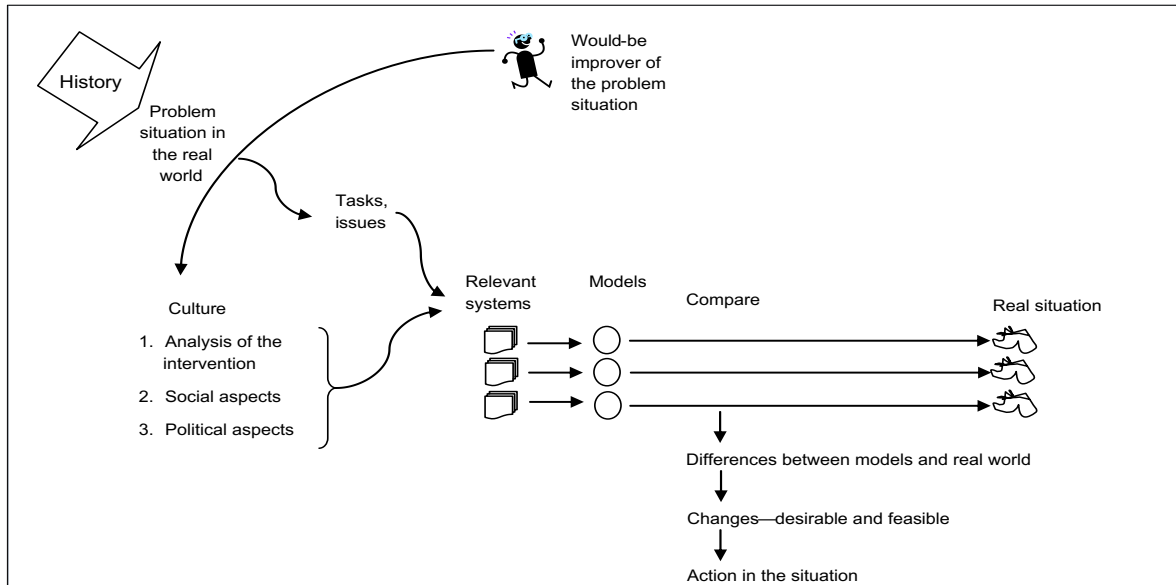 History
Would-be
improver of
the problem
situation
Problem
situation in
the real
world
Tasks,
issues
Culture
1. Analysis of the
intervention
2. Social aspects
3. Political aspects
Relevant
systems
Models
Compare
Real situation
Differences between models and real world
Changes—desirable and feasible
Action in the situation